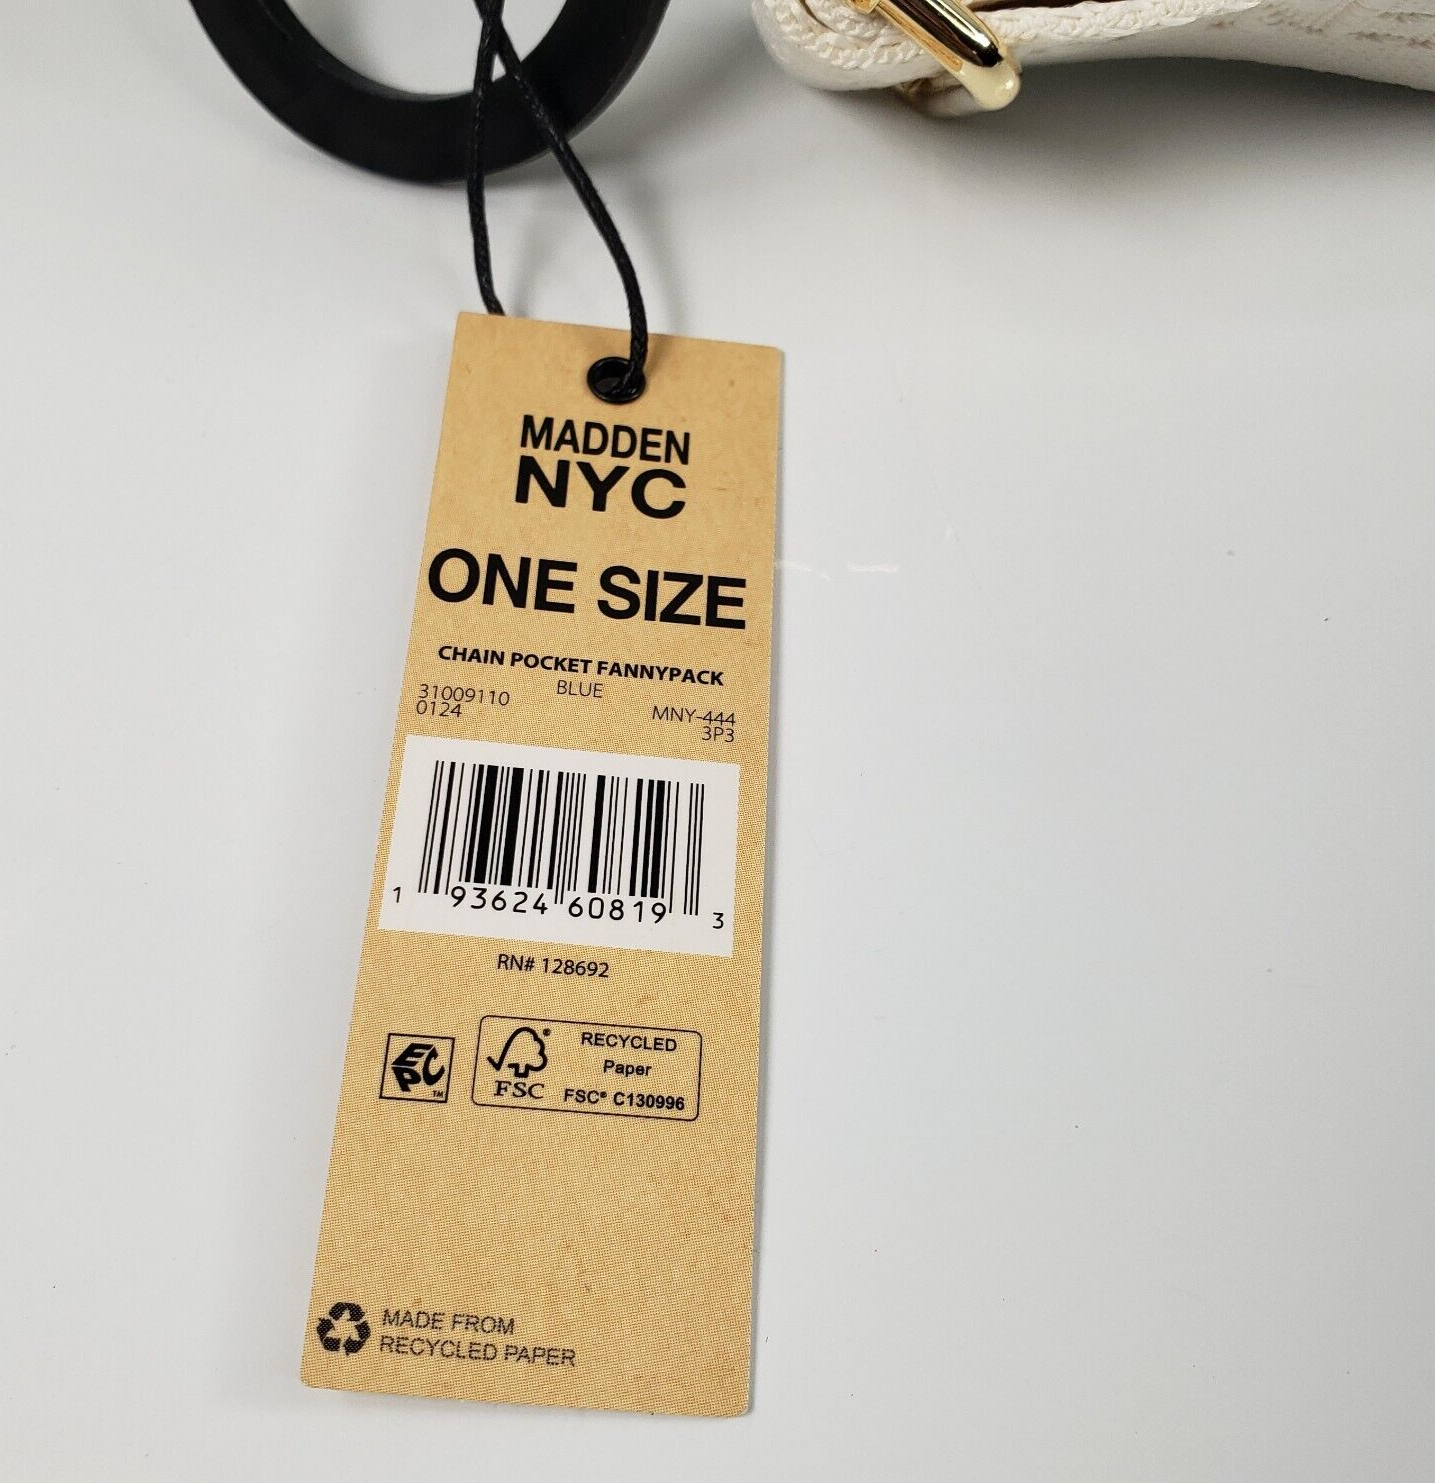 MADDEN
NYC
ONE SIZE
CHAIN POCKET FANNYPACK
BLUE
31009110
0124
MNY-444
3P3
1 93624 60819 3
RN# 128692
EPC™
FSC®
RECYCLED
Paper
FSC® C130996
MADE FROM
RECYCLED PAPER